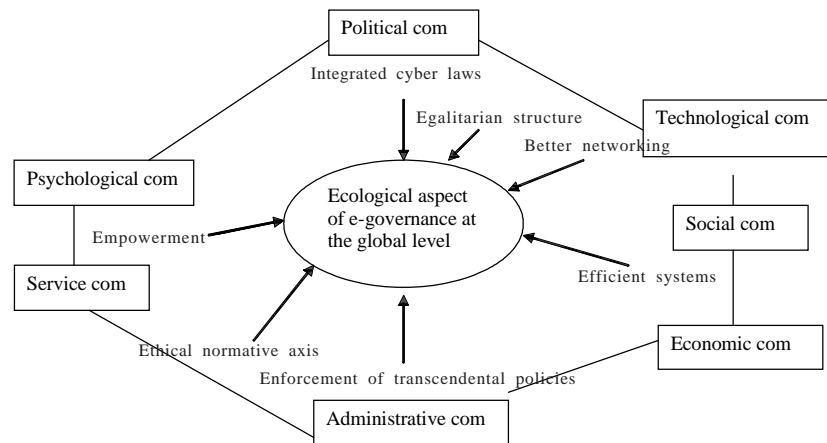 Political com
Integrated cyber laws
Egalitarian structure
Technological com
Better networking
Psychological com
Ecological aspect
of e-governance at
the global level
Social com
Empowerment
Service com
Efficient systems
Ethical normative axis
Economic com
Enforcement of transcendental policies
Administrative com